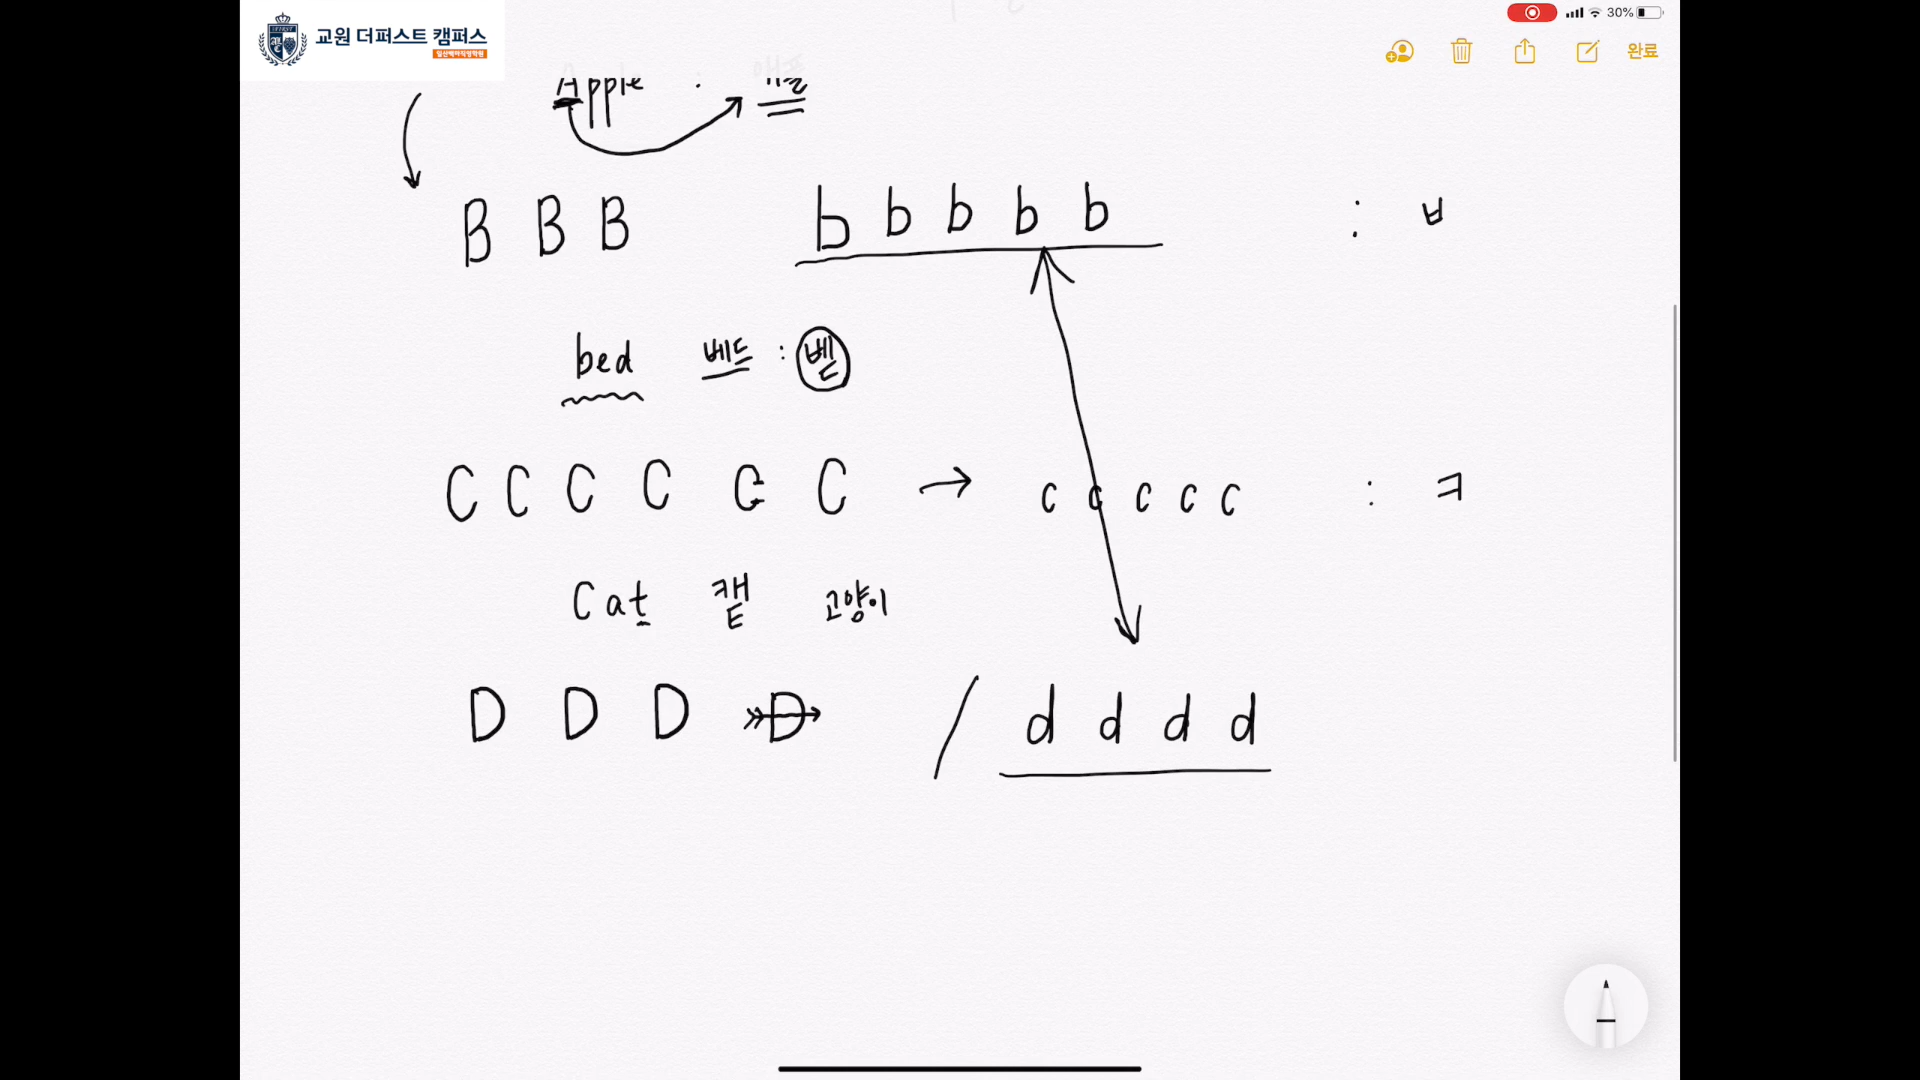 교원 더퍼스트 캠퍼스
30%
완료
Apple : 애플
B B B b b b b b : ㅂ
bed 베드 : 벧
C C C C C C → c c c c c : ㅋ
Cat 캩 고양이
D D D D / d d d d